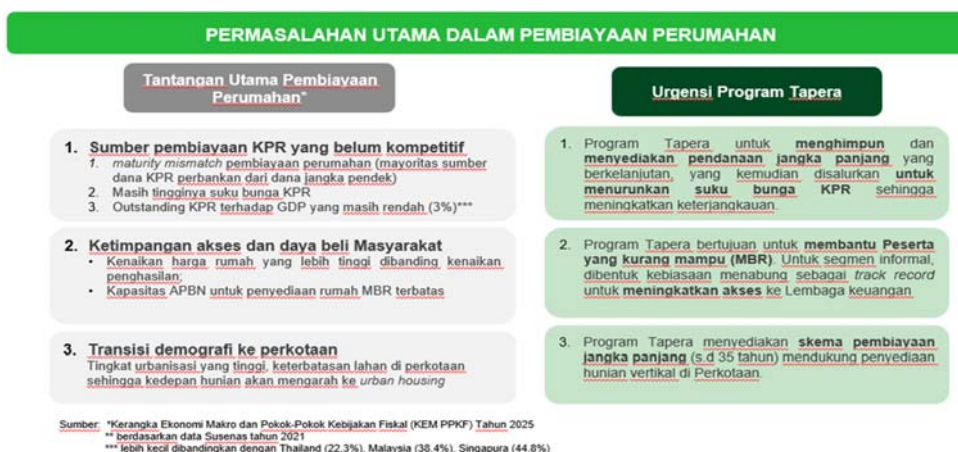 PERMASALAHAN UTAMA DALAM PEMBIAYAAN PERUMAHAN
Tantangan Utama Pembiayaan
Perumahan*
1. Sumber pembiayaan KPR yang belum kompetitif
1. maturity mismatch pembiayaan perumahan (mayoritas sumber
dana KPR perbankan dari dana jangka pendek)
2. Masih tingginya suku bunga KPR
3. Outstanding KPR terhadap GDP yang masih rendah (3%)***
2. Ketimpangan akses dan daya beli Masyarakat
• Kenaikan harga rumah yang lebih tinggi dibanding kenaikan
penghasilan;
• Kapasitas APBN untuk penyediaan rumah MBR terbatas
3. Transisi demografi ke perkotaan
Tingkat urbanisasi yang tinggi, keterbatasan lahan di perkotaan
sehingga kedepan hunian akan mengarah ke urban housing
Urgensi Program Tapera
1. Program Tapera untuk menghimpun dan
menyediakan pendanaan jangka panjang yang
berkelanjutan, yang kemudian disalurkan untuk
menurunkan suku bunga KPR sehingga
meningkatkan keterjangkauan.
2. Program Tapera bertujuan untuk membantu Peserta
yang kurang mampu (MBR). Untuk segmen informal,
dibentuk kebiasaan menabung sebagai track record
untuk meningkatkan akses ke Lembaga keuangan
3. Program Tapera menyediakan skema pembiayaan
jangka panjang (s.d 35 tahun) mendukung penyediaan
hunian vertikal di Perkotaan.
Sumber: *Kerangka Ekonomi Makro dan Pokok-Pokok Kebijakan Fiskal (KEM PPKF) Tahun 2025
** berdasarkan data Susenas tahun 2021
*** lebih kecil dibandingkan dengan Thailand (22.3%), Malaysia (38.4%), Singapura (44.8%)